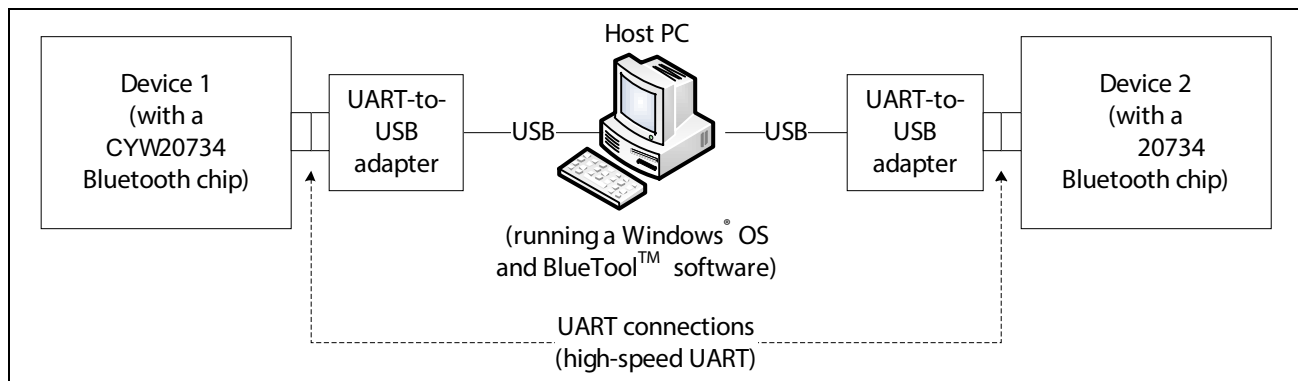 Host PC
Device 1
(with a
CYW20734
Bluetooth chip)
UART-to-
USB
adapter
USB
USB
UART-to-
USB
adapter
Device 2
(with a
20734
Bluetooth chip)
(running a Windows® OS
and BlueTool™ software)
UART connections
(high-speed UART)